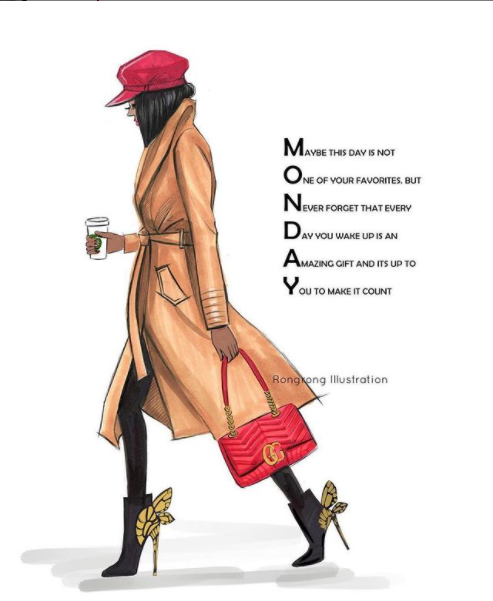 MAYBE THIS DAY IS NOT
ONE OF YOUR FAVORITES, BUT
NEVER FORGET THAT EVERY
DAY YOU WAKE UP IS AN
AMAZING GIFT AND ITS UP TO
YOU TO MAKE IT COUNT
Rongrong Illustration
GG